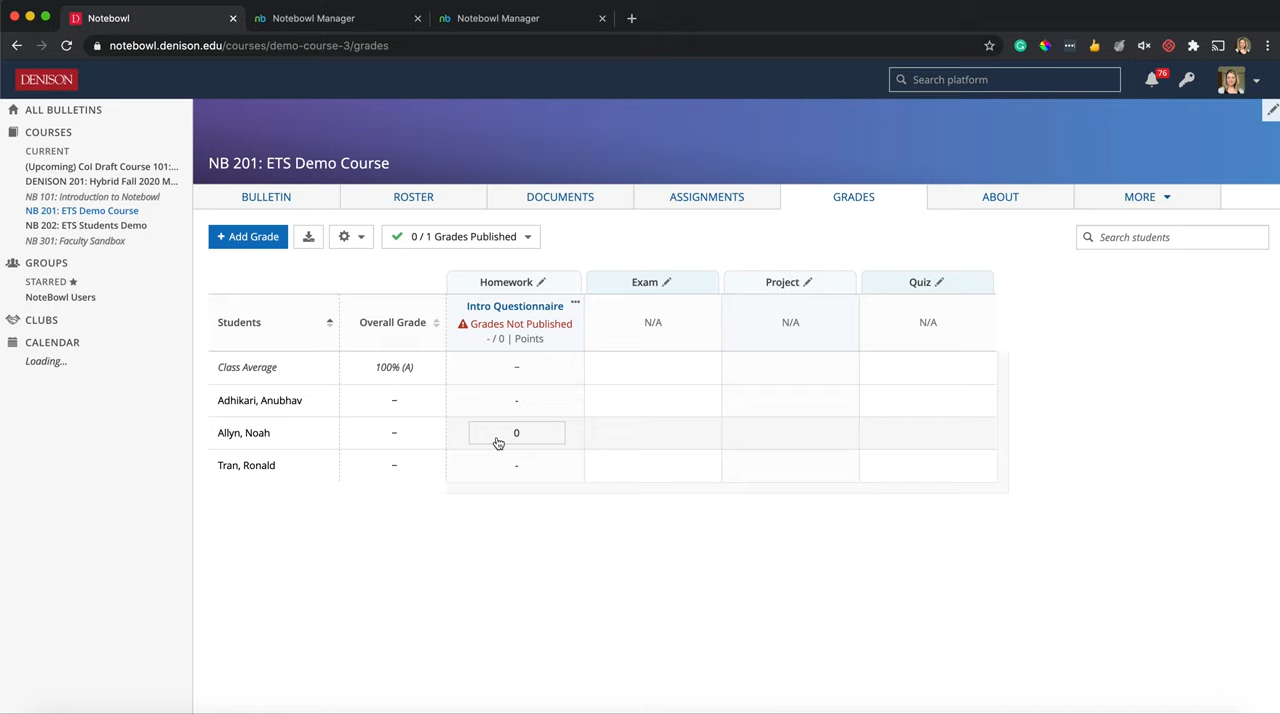 Notebowl
Notebowl Manager
Notebowl Manager
notebowl.denison.edu/courses/demo-course-3/grades
DENISON
Search platform
76
ALL BULLETINS
COURSES
CURRENT
(Upcoming) CoI Draft Course 101:...
DENISON 201: Hybrid Fall 2020 M...
NB 101: Introduction to Notebowl
NB 201: ETS Demo Course
NB 202: ETS Students Demo
NB 301: Faculty Sandbox
GROUPS
STARRED
NoteBowl Users
CLUBS
CALENDAR
Loading...
NB 201: ETS Demo Course
BULLETIN ROSTER DOCUMENTS ASSIGNMENTS GRADES ABOUT MORE
+ Add Grade 0 / 1 Grades Published Search students
Homework Exam Project Quiz
Students Overall Grade Intro Questionnaire ... N/A N/A N/A
Grades Not Published
- / 0 | Points
Class Average 100% (A) –
Adhikari, Anubhav – -
Allyn, Noah – 0
Tran, Ronald – -